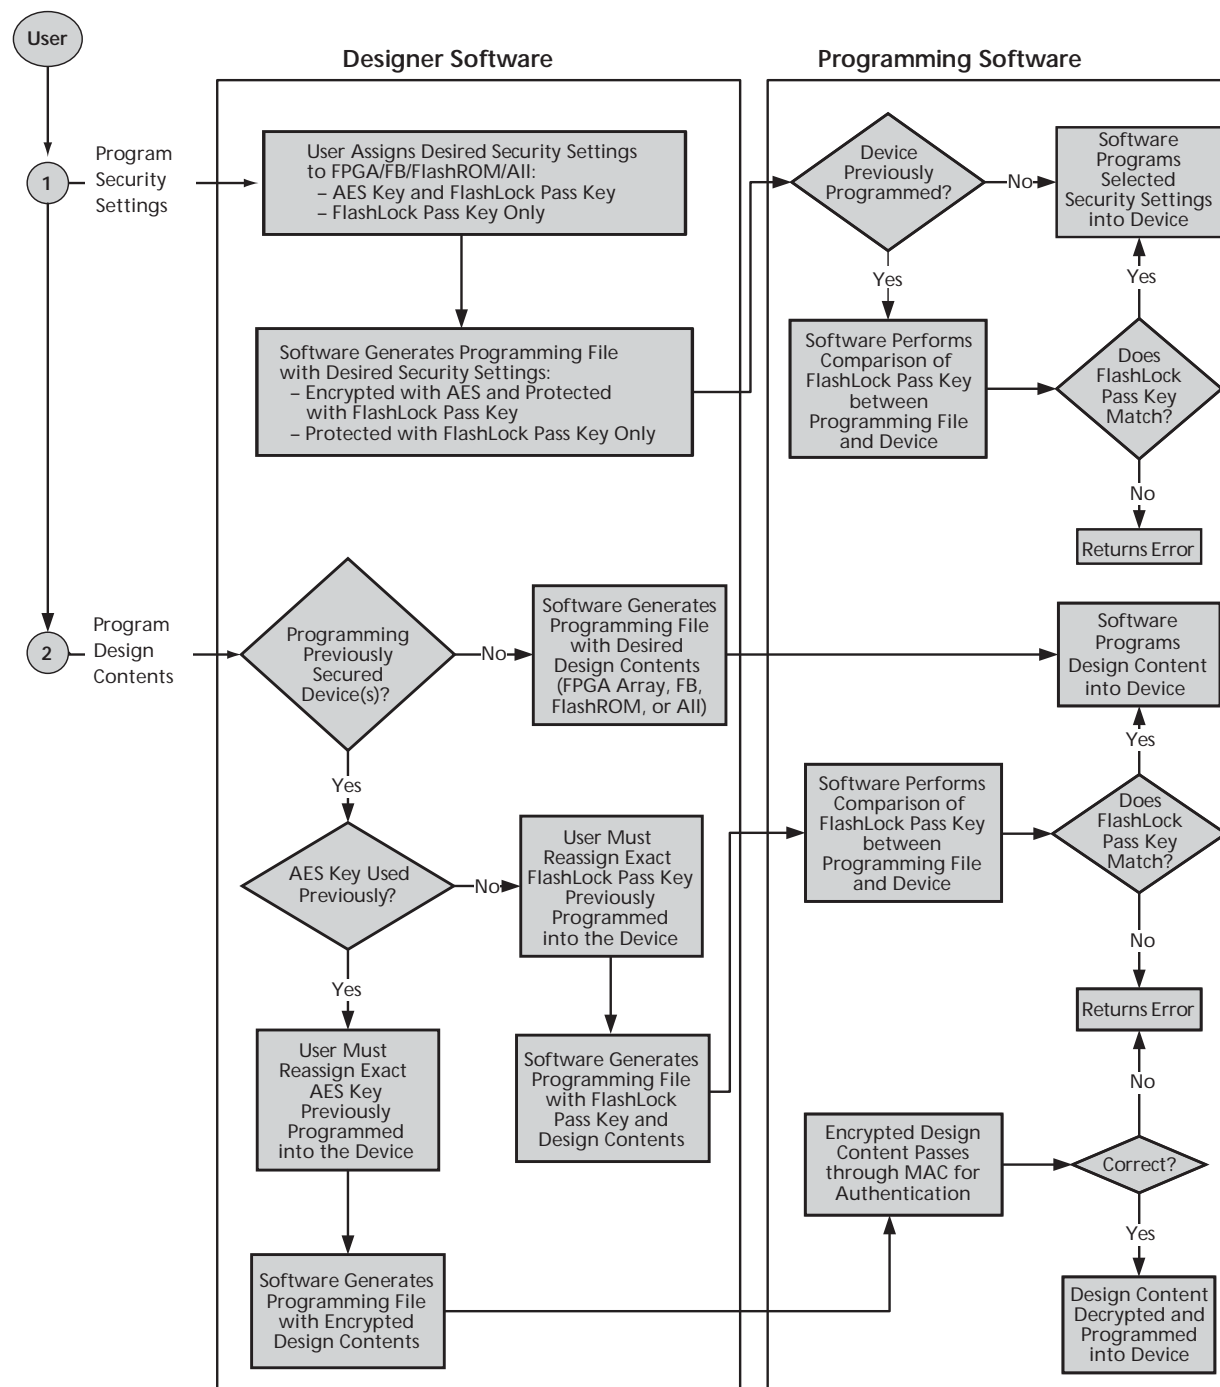 User
Designer Software
Programming Software
1
Program
Security
Settings
User Assigns Desired Security Settings
to FPGA/FB/FlashROM/All:
– AES Key and FlashLock Pass Key
– FlashLock Pass Key Only
Software Generates Programming File
with Desired Security Settings:
– Encrypted with AES and Protected
with FlashLock Pass Key
– Protected with FlashLock Pass Key Only
Device
Previously
Programmed?
No
Software
Programs
Selected
Security Settings
into Device
Yes
Yes
Software Performs
Comparison of
FlashLock Pass Key
between
Programming File
and Device
Does
FlashLock
Pass Key
Match?
No
Returns Error
2
Program
Design
Contents
Programming
Previously
Secured
Device(s)?
No
Software Generates
Programming File
with Desired
Design Contents
(FPGA Array, FB,
FlashROM, or All)
Software
Programs
Design Content
into Device
Yes
Yes
AES Key Used
Previously?
No
User Must
Reassign Exact
FlashLock Pass Key
Previously
Programmed
into the Device
Software Performs
Comparison of
FlashLock Pass Key
between
Programming File
and Device
Does
FlashLock
Pass Key
Match?
No
Returns Error
Yes
User Must
Reassign Exact
AES Key
Previously
Programmed
into the Device
Software Generates
Programming File
with FlashLock
Pass Key and
Design Contents
No
Encrypted Design
Content Passes
through MAC for
Authentication
Correct?
Yes
Software Generates
Programming File
with Encrypted
Design Contents
Design Content
Decrypted and
Programmed
into Device